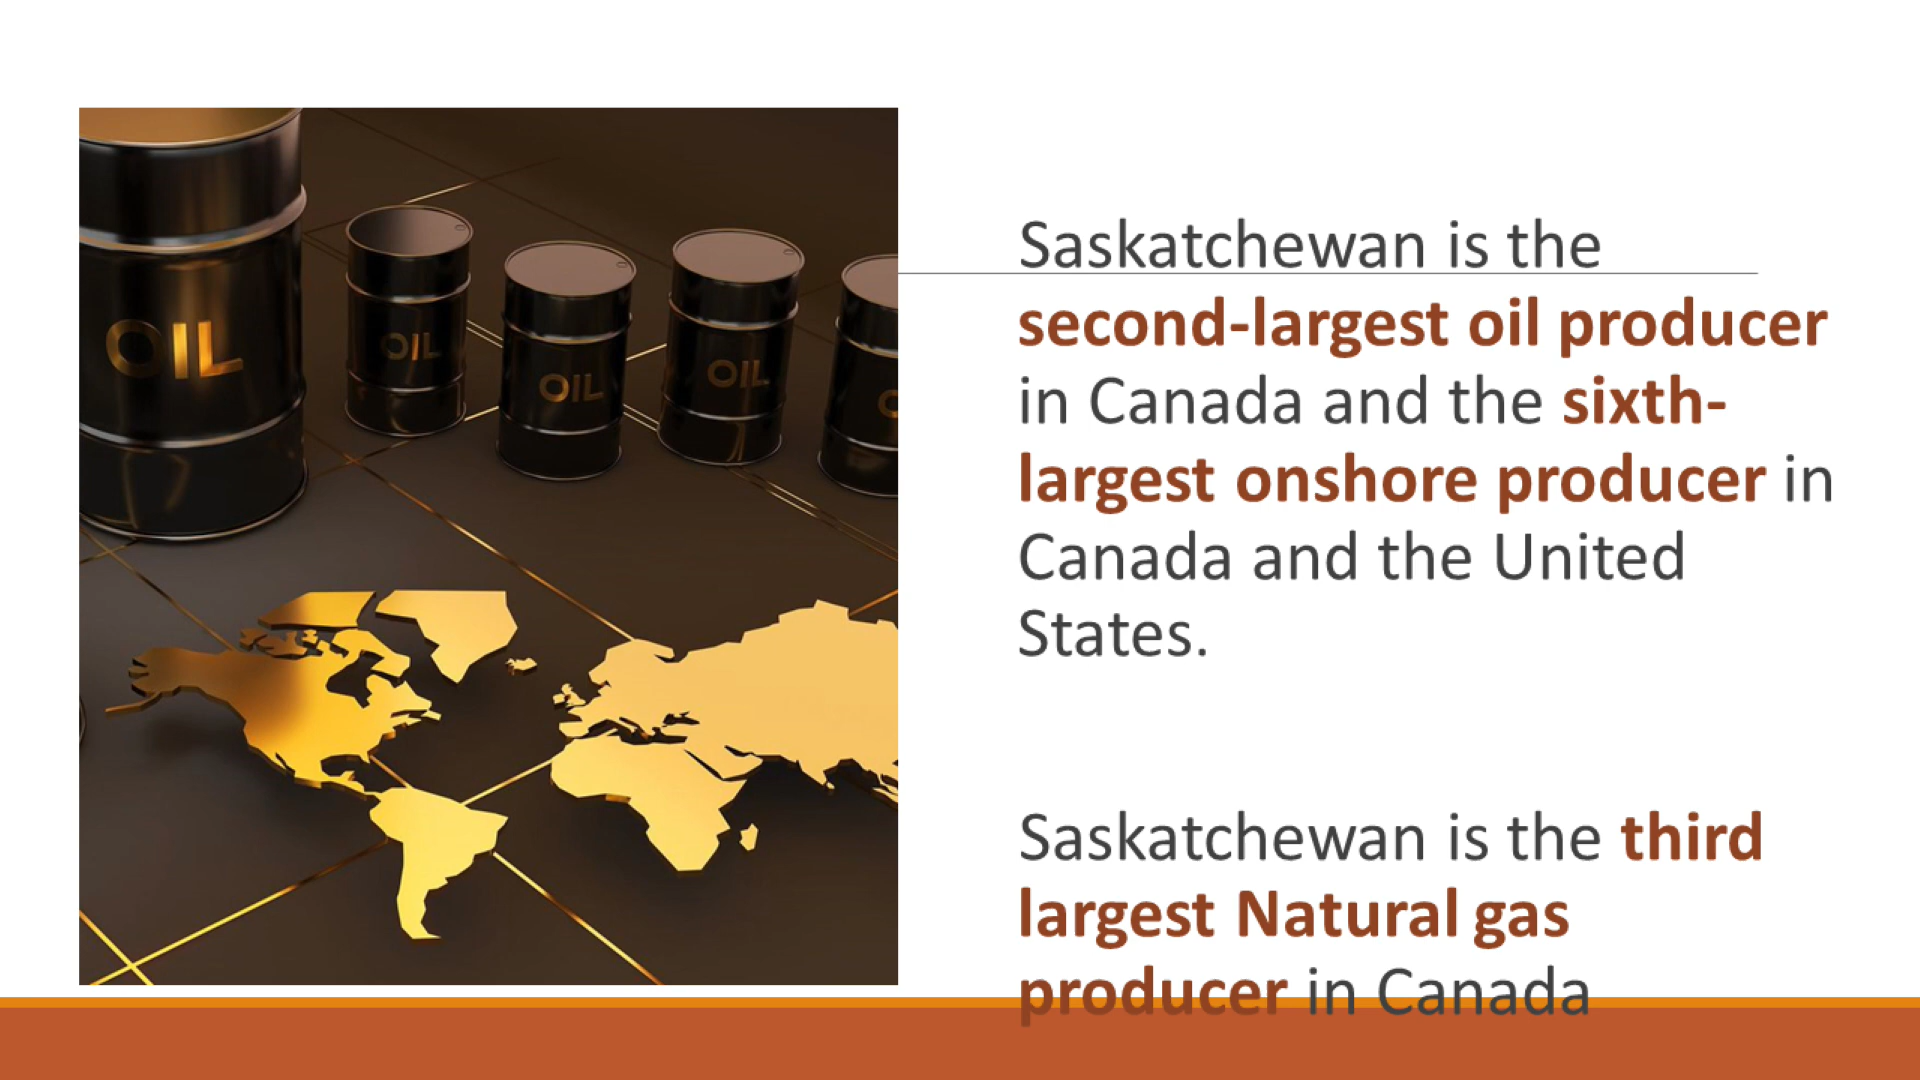 OIL
OIL
OIL
OIL
Saskatchewan is the
second-largest oil producer
in Canada and the sixth-
largest onshore producer in
Canada and the United
States.
Saskatchewan is the third
largest Natural gas
producer in Canada